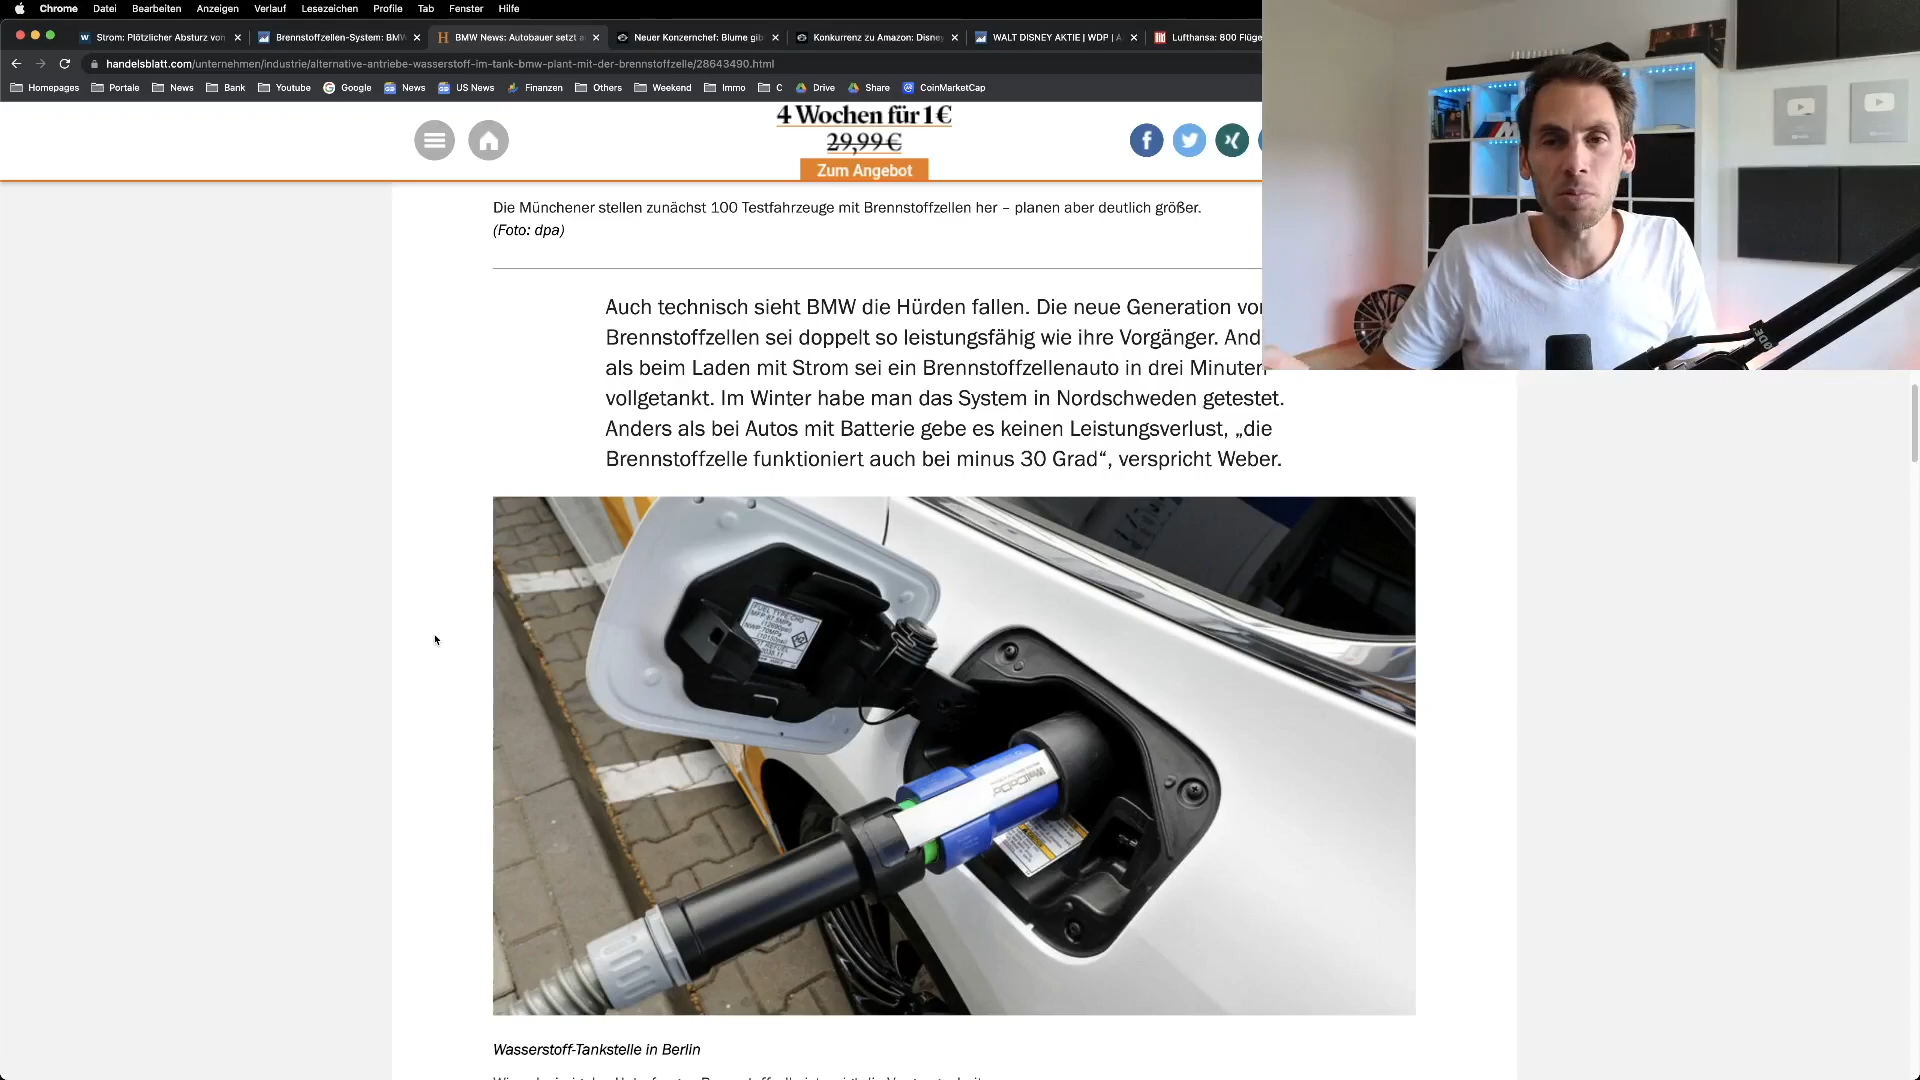 Chrome Datei Bearbeiten Anzeigen Verlauf Lesezeichen Profile Tab Fenster Hilfe
Strom: Plötzlicher Absturz von
Brennstoffzellen-System: BMW
BMW News: Autobauer setzt a
Neuer Konzernchef: Blume gib
Konkurrenz zu Amazon: Disney
WALT DISNEY AKTIE | WDP | A
Lufthansa: 800 Flüge
handelsblatt.com/unternehmen/industrie/alternative-antriebe-wasserstoff-im-tank-bmw-plant-mit-der-brennstoffzelle/28643490.html
Homepages Portale News Bank Youtube Google News US News Finanzen Others Weekend Immo C Drive Share CoinMarketCap
4 Wochen für 1 €
29,99 €
Zum Angebot
Die Münchener stellen zunächst 100 Testfahrzeuge mit Brennstoffzellen her – planen aber deutlich größer.
(Foto: dpa)
Auch technisch sieht BMW die Hürden fallen. Die neue Generation vo
Brennstoffzellen sei doppelt so leistungsfähig wie ihre Vorgänger. And
als beim Laden mit Strom sei ein Brennstoffzellenauto in drei Minuten
vollgetankt. Im Winter habe man das System in Nordschweden getestet.
Anders als bei Autos mit Batterie gebe es keinen Leistungsverlust, „die
Brennstoffzelle funktioniert auch bei minus 30 Grad“, verspricht Weber.
Wasserstoff-Tankstelle in Berlin